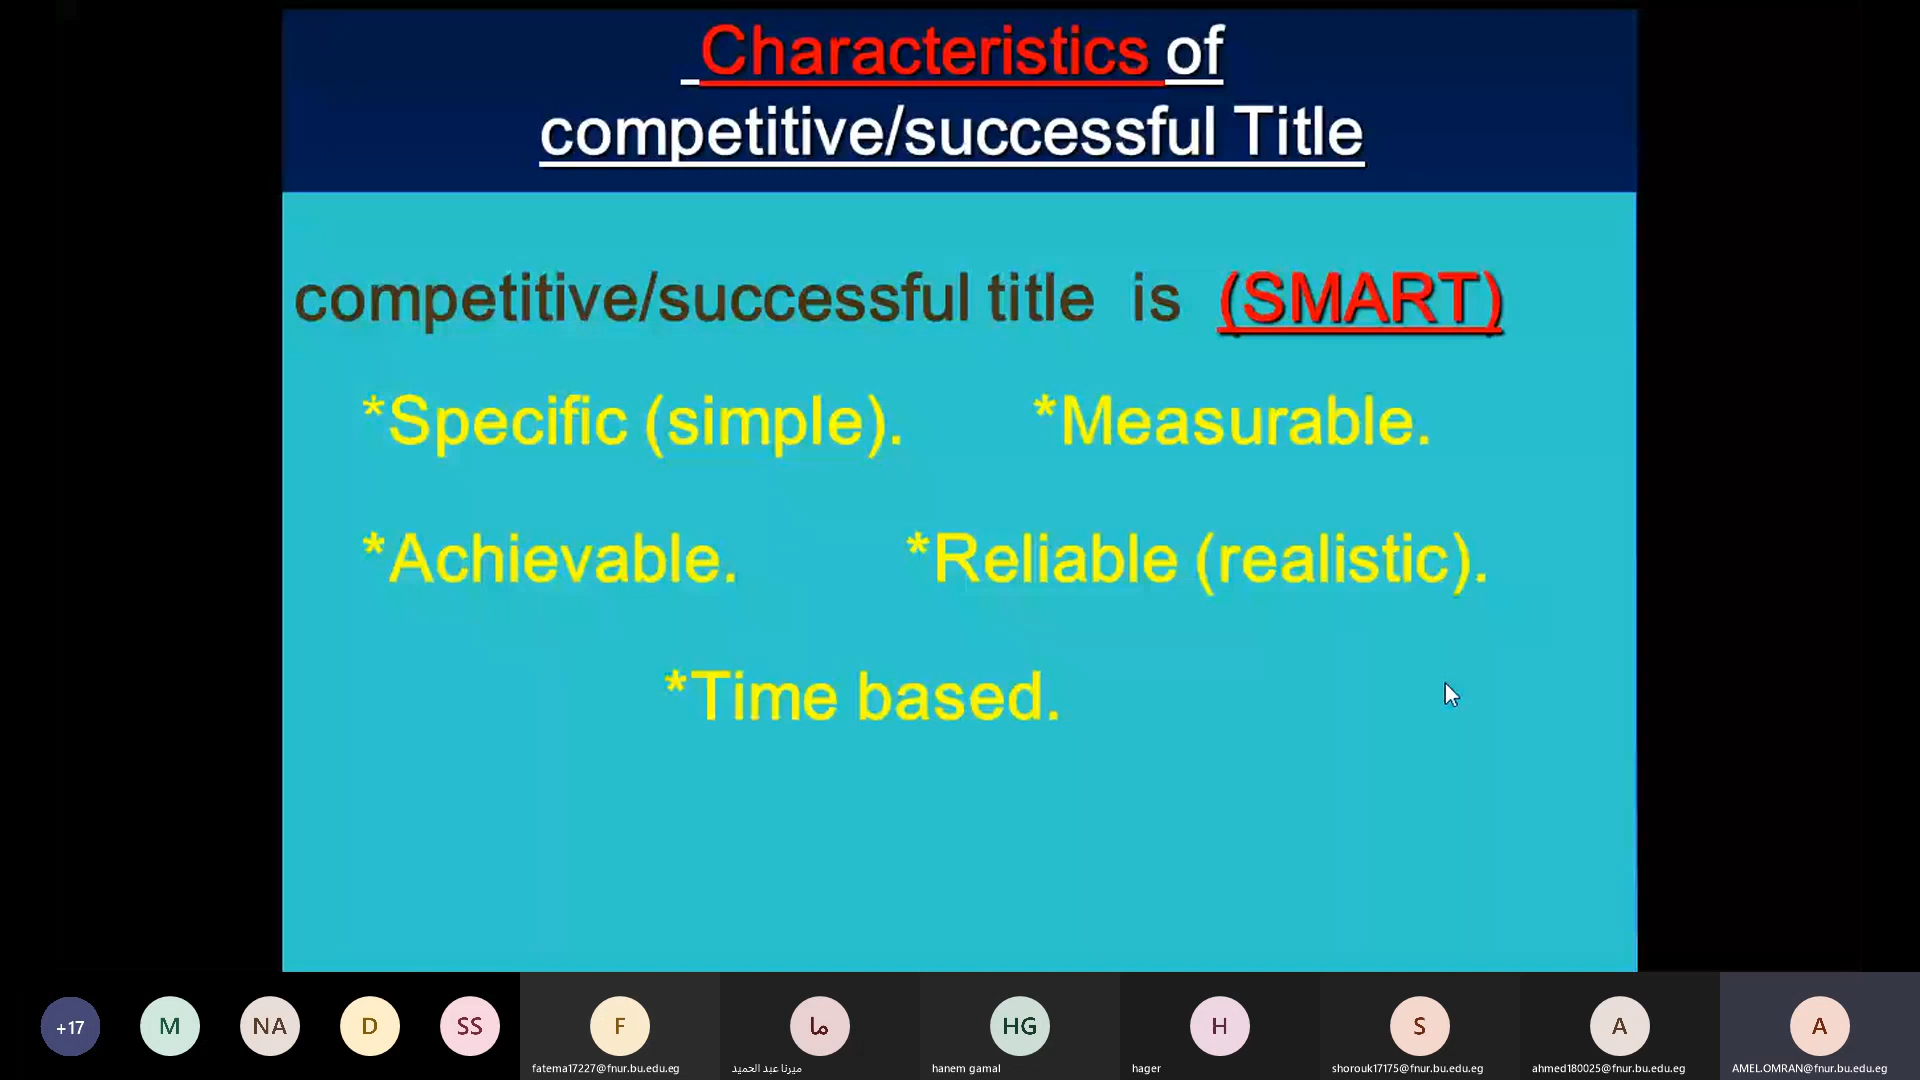 Characteristics of
competitive/successful Title
competitive/successful title is (SMART)
*Specific (simple). *Measurable.
*Achievable. *Reliable (realistic).
*Time based.
+17 M NA D SS F ما HG H S A A
fatema17227@fnur.bu.edu.eg ميرنا عبد الحميد hanem gamal hager shorouk17175@fnur.bu.edu.eg ahmed180025@fnur.bu.edu.eg AMEL.OMRAN@fnur.bu.edu.eg